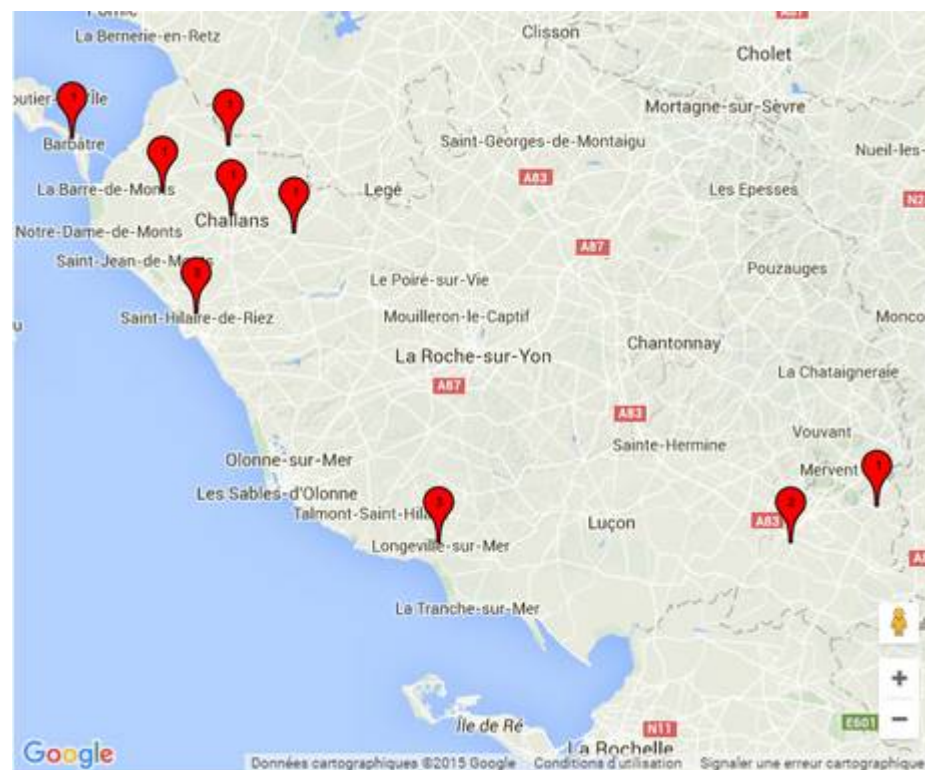 La Bernerie-en-Retz
Clisson
Cholet
Mortagne-sur-Sèvre
Île
Barbâtre
Saint-Georges-de-Montaigu
Nueil-les-
La Barre-de-Monts
A83
Legé
Les Epesses
Challans
Notre-Dame-de-Monts
A87
Saint-Jean-de-Monts
Pouzauges
Le Poiré-sur-Vie
Saint-Hilaire-de-Riez
Mouilleron-le-Captif
Monco
La Roche-sur-Yon
Chantonnay
La Chataigneraie
A87
A83
Vouvant
Sainte-Hermine
Olonne-sur-Mer
Mervent
Les Sables-d'Olonne
Talmont-Saint-Hila
Luçon
A83
Longeville-sur-Mer
La Tranche-sur-Mer
Île de Ré
N11
E601
La Rochelle
Google
Données cartographiques ©2015 Google
Conditions d'utilisation
Signaler une erreur cartographique